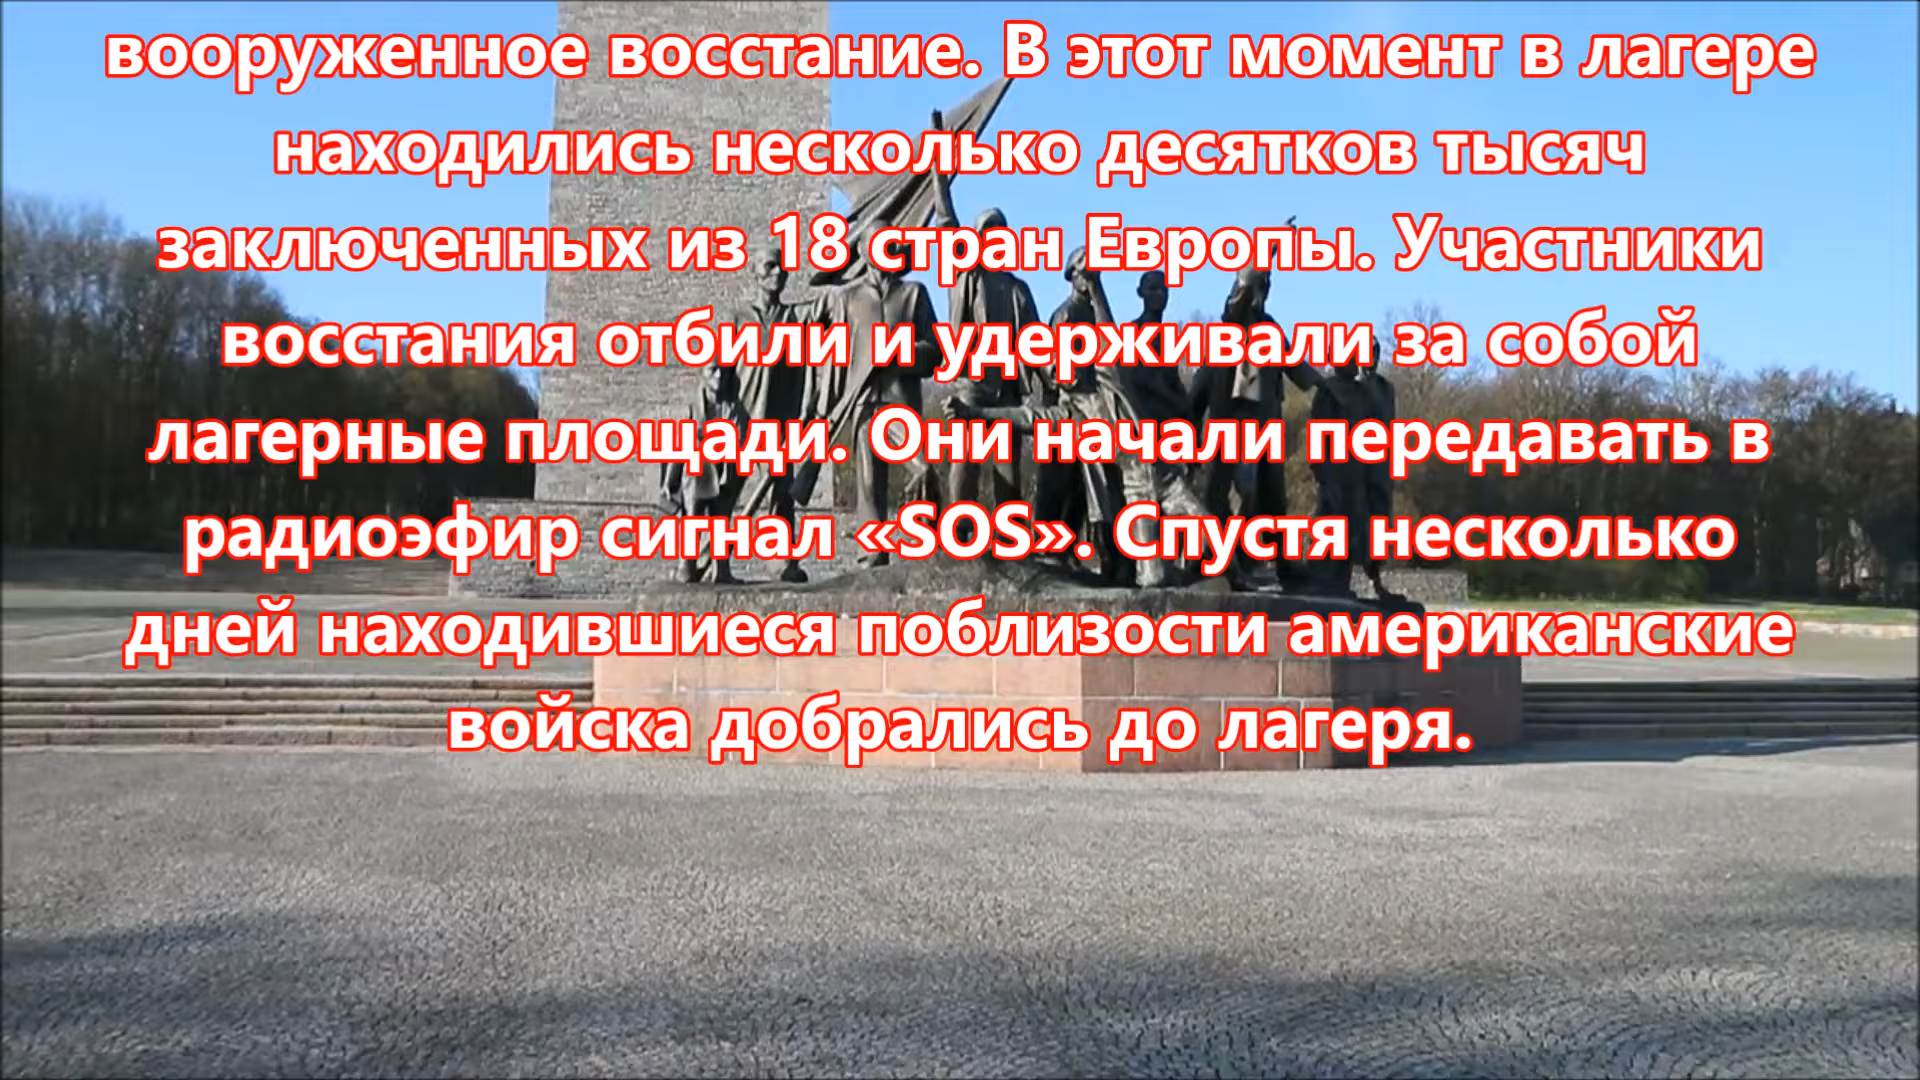 вооруженное восстание. В этот момент в лагере
находились несколько десятков тысяч
заключенных из 18 стран Европы. Участники
восстания отбили и удерживали за собой
лагерные площади. Они начали передавать в
радиоэфир сигнал «SOS». Спустя несколько
дней находившиеся поблизости американские
войска добрались до лагеря.